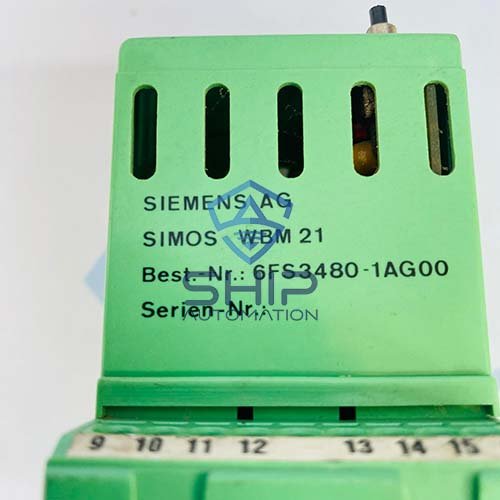 SIEMENS AG
SIMOS WBM 21
Best-Nr.: 6FS3480-1AG00
SHIP
Serien-Nr.:
AUTOMATION
9 10 11 12 13 14 15